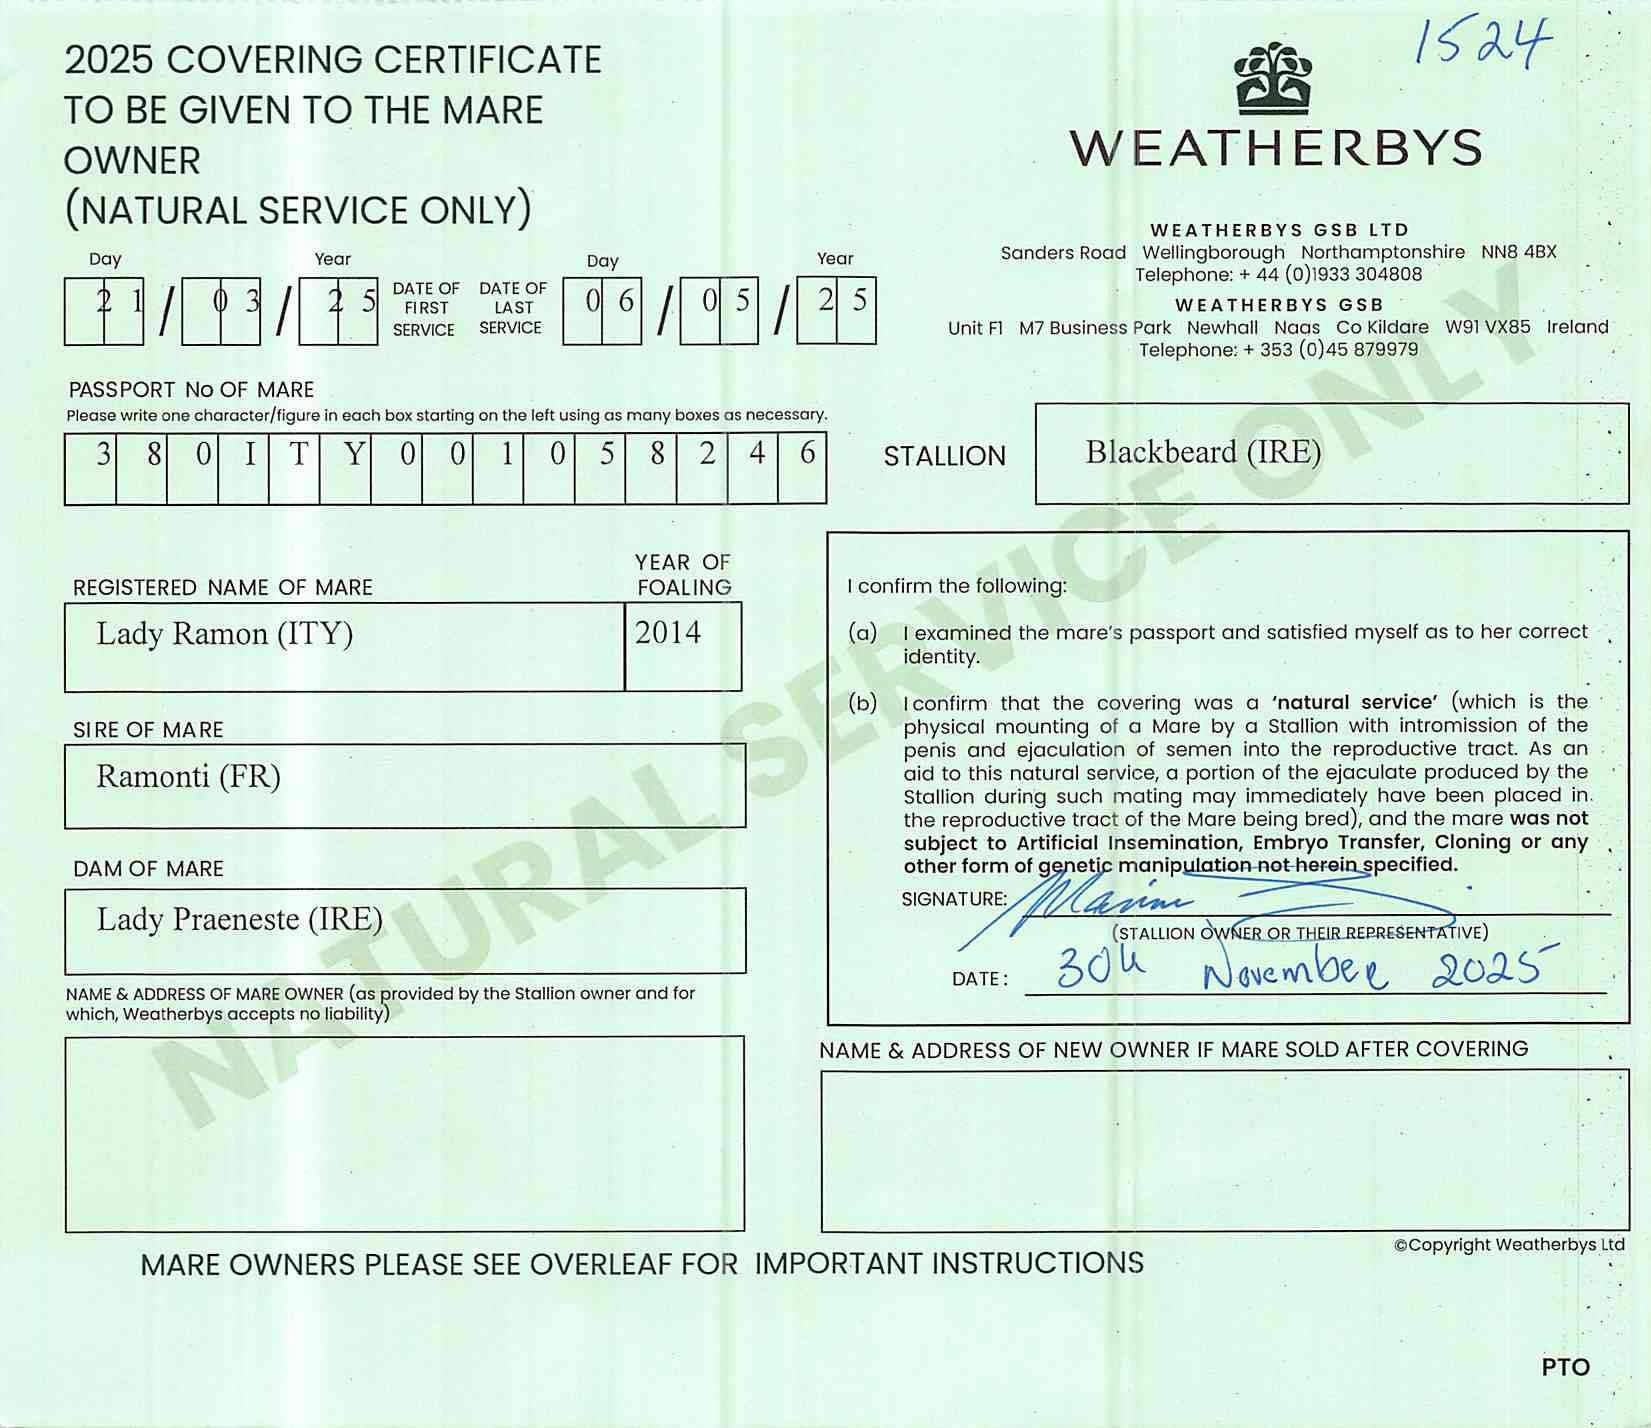 1524
2025 COVERING CERTIFICATE
TO BE GIVEN TO THE MARE
OWNER
(NATURAL SERVICE ONLY)
WEATHERBYS
WEATHERBYS GSB LTD
Sanders Road Wellingborough Northamptonshire NN8 4BX
Telephone: + 44 (0)1933 304808
WEATHERBYS GSB
Unit F1 M7 Business Park Newhall Naas Co Kildare W91 VX85 Ireland
Telephone: + 353 (0)45 879979
Day Year
21/03/25
DATE OF
FIRST
SERVICE
DATE OF
LAST
SERVICE
Day Year
06/05/25
PASSPORT No OF MARE
Please write one character/figure in each box starting on the left using as many boxes as necessary.
380ITY001058246
STALLION
Blackbeard (IRE)
REGISTERED NAME OF MARE
Lady Ramon (ITY)
YEAR OF
FOALING
2014
SIRE OF MARE
Ramonti (FR)
DAM OF MARE
Lady Praeneste (IRE)
NAME & ADDRESS OF MARE OWNER (as provided by the Stallion owner and for
which, Weatherbys accepts no liability)
I confirm the following:
(a) I examined the mare's passport and satisfied myself as to her correct
identity.
(b) I confirm that the covering was a 'natural service' (which is the
physical mounting of a Mare by a Stallion with intromission of the
penis and ejaculation of semen into the reproductive tract. As an
aid to this natural service, a portion of the ejaculate produced by the
Stallion during such mating may immediately have been placed in
the reproductive tract of the Mare being bred), and the mare was not
subject to Artificial Insemination, Embryo Transfer, Cloning or any
other form of genetic manipulation not herein specified.
SIGNATURE:
(STALLION OWNER OR THEIR REPRESENTATIVE)
DATE: 30th November 2025
NAME & ADDRESS OF NEW OWNER IF MARE SOLD AFTER COVERING
©Copyright Weatherbys Ltd
MARE OWNERS PLEASE SEE OVERLEAF FOR IMPORTANT INSTRUCTIONS
PTO
NATURAL SERVICE ONLY